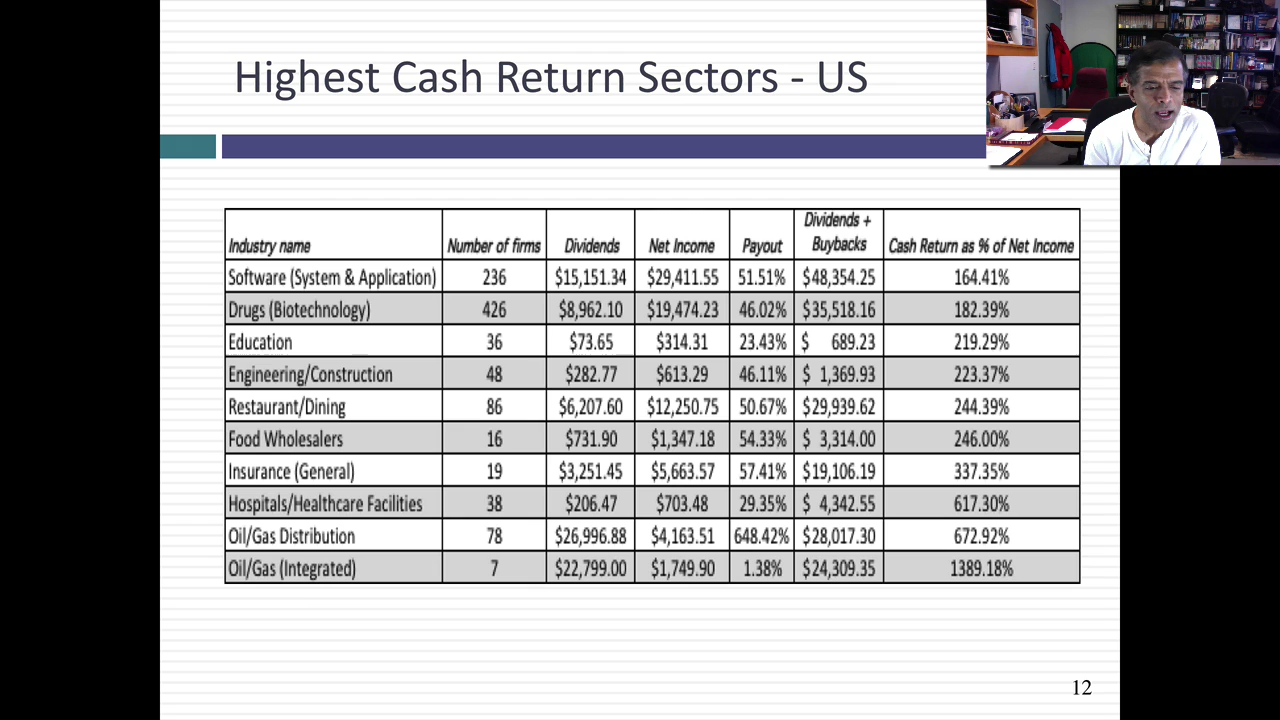 Highest Cash Return Sectors - US
Industry name Number of firms Dividends Net Income Payout Dividends + Buybacks Cash Return as % of Net Income
Software (System & Application) 236 $15,151.34 $29,411.55 51.51% $48,354.25 164.41%
Drugs (Biotechnology) 426 $8,962.10 $19,474.23 46.02% $35,518.16 182.39%
Education 36 $73.65 $314.31 23.43% $ 689.23 219.29%
Engineering/Construction 48 $282.77 $613.29 46.11% $ 1,369.93 223.37%
Restaurant/Dining 86 $6,207.60 $12,250.75 50.67% $29,939.62 244.39%
Food Wholesalers 16 $731.90 $1,347.18 54.33% $ 3,314.00 246.00%
Insurance (General) 19 $3,251.45 $5,663.57 57.41% $19,106.19 337.35%
Hospitals/Healthcare Facilities 38 $206.47 $703.48 29.35% $ 4,342.55 617.30%
Oil/Gas Distribution 78 $26,996.88 $4,163.51 648.42% $28,017.30 672.92%
Oil/Gas (Integrated) 7 $22,799.00 $1,749.90 1.38% $24,309.35 1389.18%
12